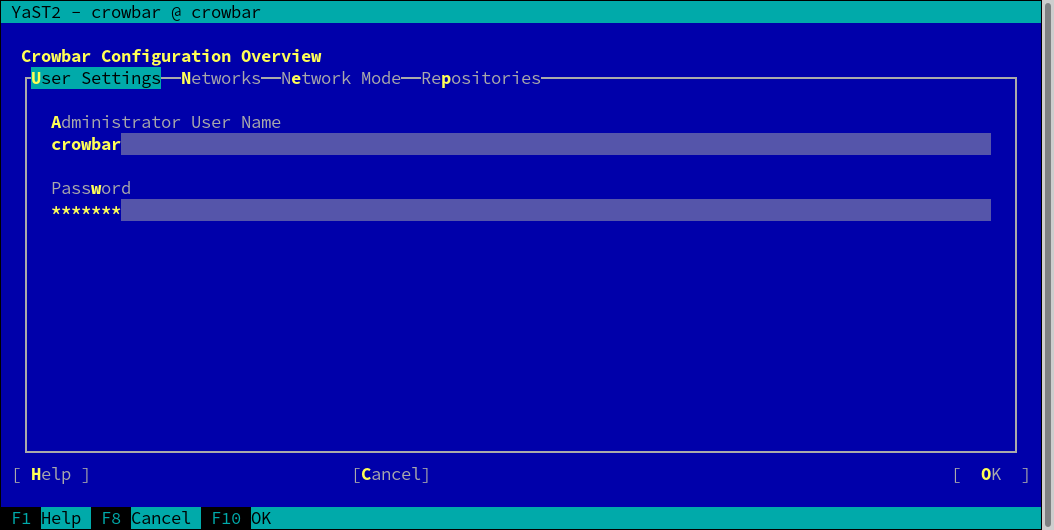 YaST2 - crowbar @ crowbar
Crowbar Configuration Overview
User Settings Networks Network Mode Repositories
Administrator User Name
crowbar
Password
*******
[ Help ] [Cancel] [ OK ]
F1 Help F8 Cancel F10 OK